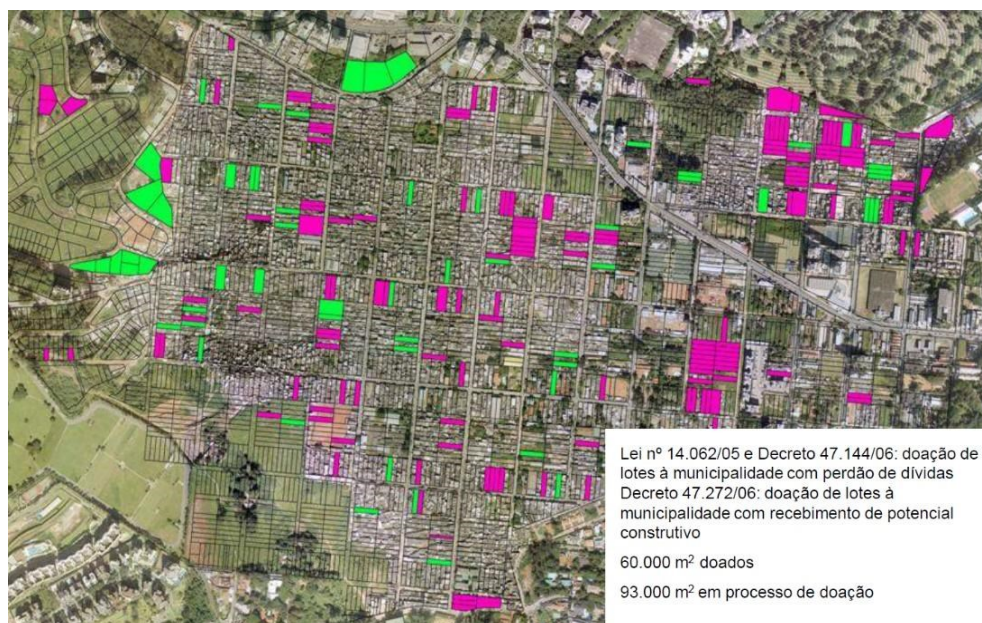 Lei nº 14.062/05 e Decreto 47.144/06: doação de
lotes à municipalidade com perdão de dívidas
Decreto 47.272/06: doação de lotes à
municipalidade com recebimento de potencial
construtivo
60.000 m² doados
93.000 m² em processo de doação